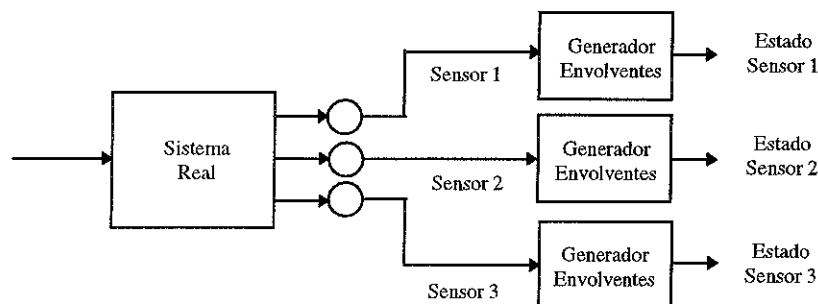 Sistema
Real
Sensor 1
Generador
Envolventes
Estado
Sensor 1
Sensor 2
Generador
Envolventes
Estado
Sensor 2
Sensor 3
Generador
Envolventes
Estado
Sensor 3